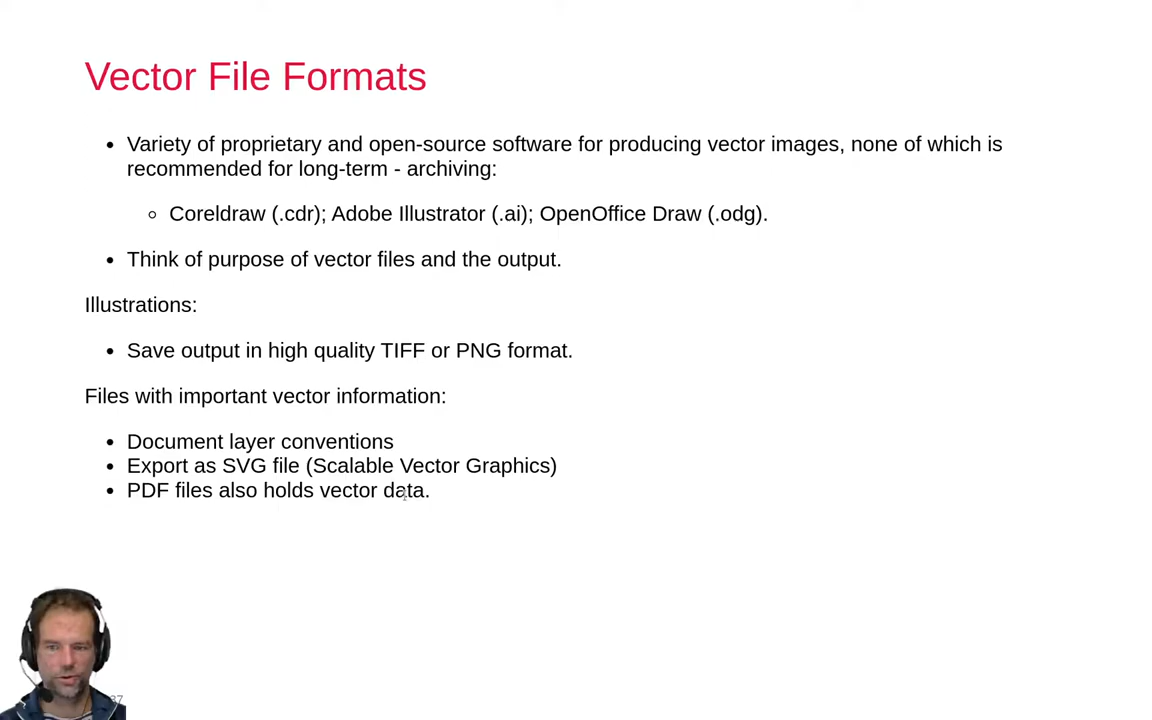 Vector File Formats
Variety of proprietary and open-source software for producing vector images, none of which is
recommended for long-term - archiving:
Coreldraw (.cdr); Adobe Illustrator (.ai); OpenOffice Draw (.odg).
Think of purpose of vector files and the output.
Illustrations:
Save output in high quality TIFF or PNG format.
Files with important vector information:
Document layer conventions
Export as SVG file (Scalable Vector Graphics)
PDF files also holds vector data.
37